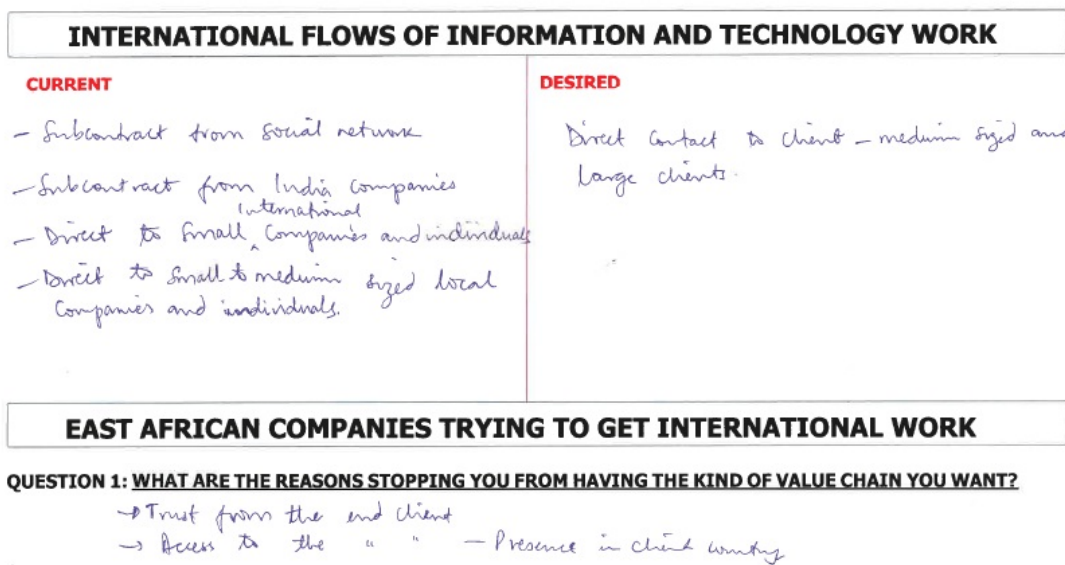 INTERNATIONAL FLOWS OF INFORMATION AND TECHNOLOGY WORK
CURRENT
- Subcontract from social network
- Subcontract from India Companies
International
- Direct to Small ‸ Companies and individuals
- Direct to Small to medium sized local
Companies and individuals.
DESIRED
Direct Contact to Client - medium sized and
large clients.
EAST AFRICAN COMPANIES TRYING TO GET INTERNATIONAL WORK
QUESTION 1: WHAT ARE THE REASONS STOPPING YOU FROM HAVING THE KIND OF VALUE CHAIN YOU WANT?
→ Trust from the end client
→ Access to the " " - Presence in client country